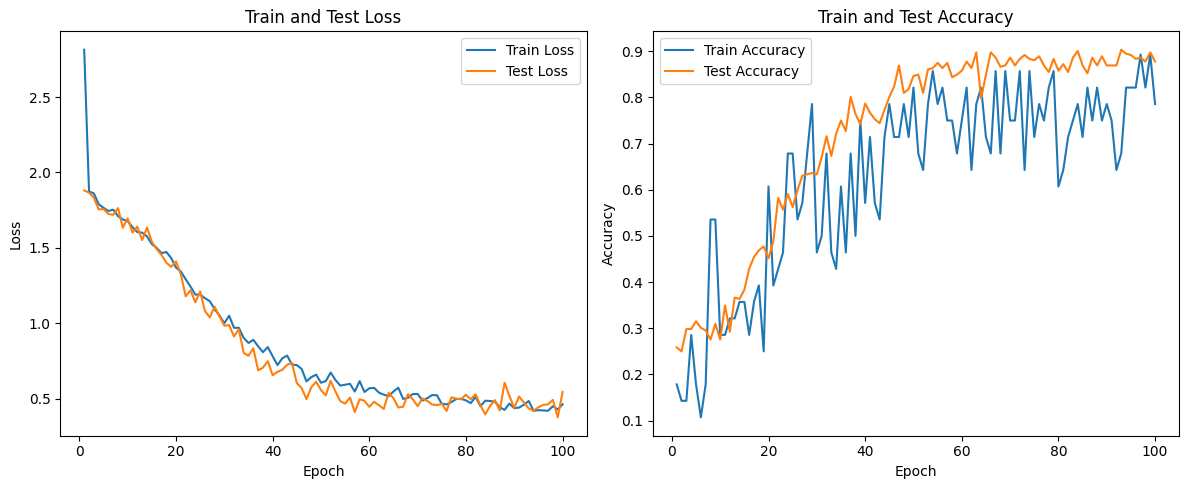 Train and Test Loss
Train Loss
Test Loss
2.5
2.0
1.5
1.0
0.5
Loss
0 20 40 60 80 100
Epoch
Train and Test Accuracy
Train Accuracy
Test Accuracy
0.9
0.8
0.7
0.6
0.5
0.4
0.3
0.2
0.1
Accuracy
0 20 40 60 80 100
Epoch